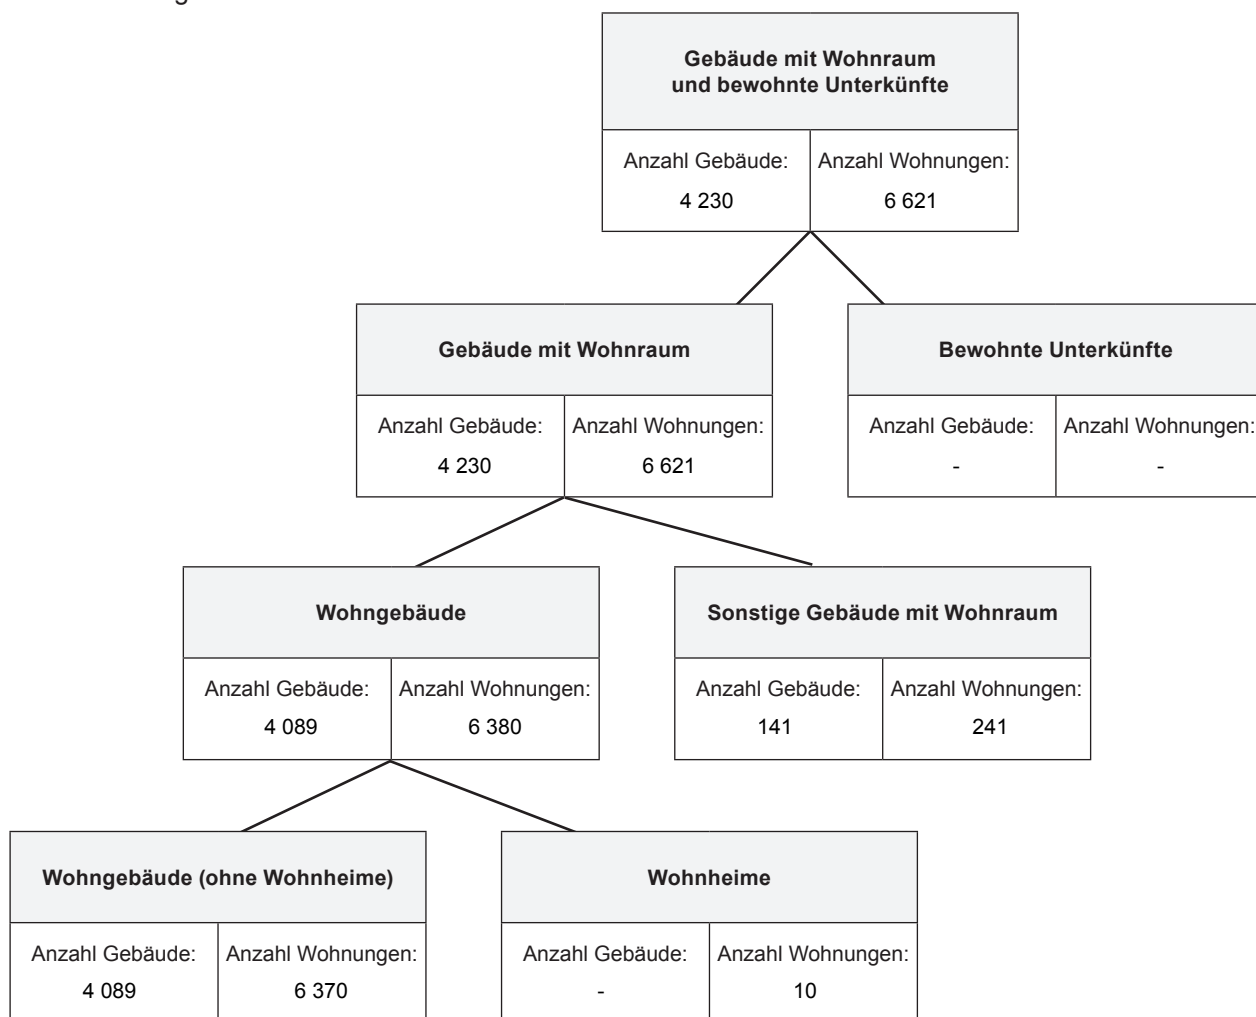 Gebäude mit Wohnraum
und bewohnte Unterkünfte
Anzahl Gebäude: Anzahl Wohnungen:
4 230 6 621
Gebäude mit Wohnraum
Anzahl Gebäude: Anzahl Wohnungen:
4 230 6 621
Bewohnte Unterkünfte
Anzahl Gebäude: Anzahl Wohnungen:
- -
Wohngebäude
Anzahl Gebäude: Anzahl Wohnungen:
4 089 6 380
Sonstige Gebäude mit Wohnraum
Anzahl Gebäude: Anzahl Wohnungen:
141 241
Wohngebäude (ohne Wohnheime)
Anzahl Gebäude: Anzahl Wohnungen:
4 089 6 370
Wohnheime
Anzahl Gebäude: Anzahl Wohnungen:
- 10